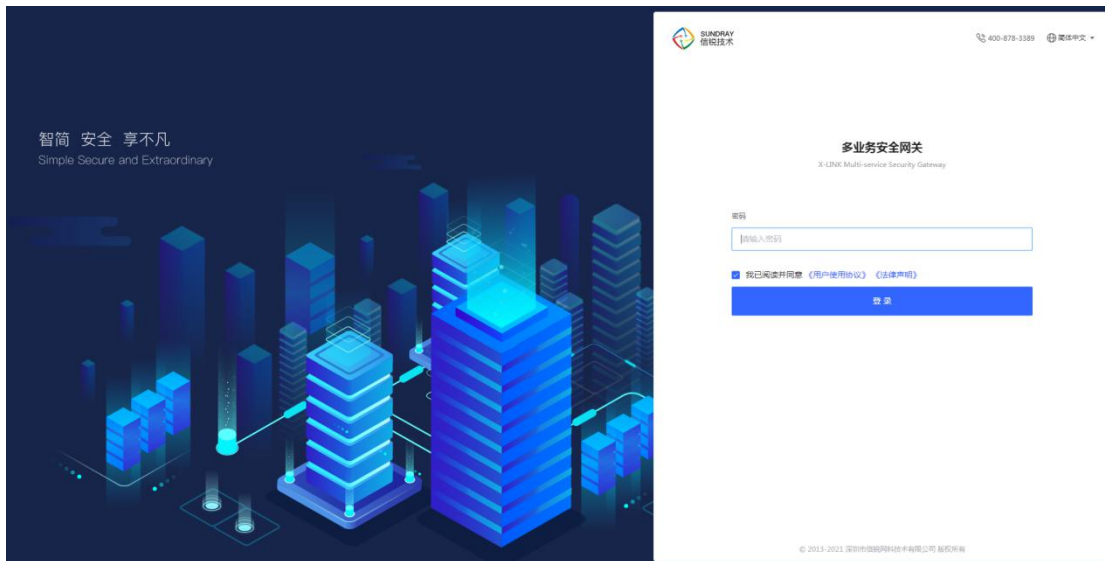 智简 安全 享不凡
Simple Secure and Extraordinary
SUNDRAY
信锐技术
400-878-3389
简体中文
多业务安全网关
X-LINK Multi-service Security Gateway
密码
请输入密码
我已阅读并同意 《用户使用协议》 《法律声明》
登录
© 2013-2021 深圳市信锐网科技术有限公司 版权所有